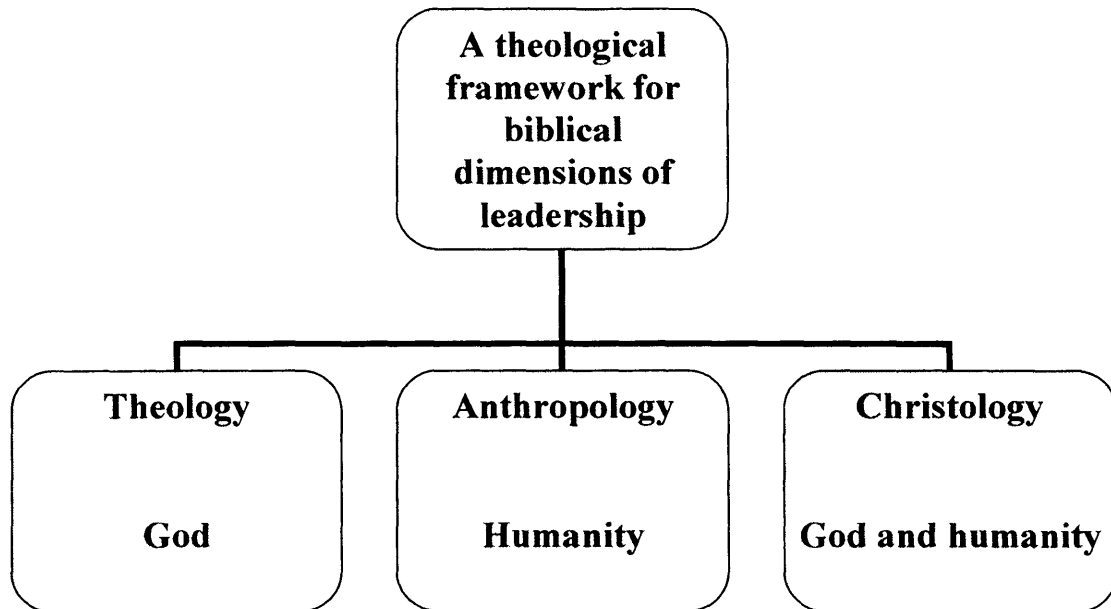 A theological
framework for
biblical
dimensions of
leadership
Theology
God
Anthropology
Humanity
Christology
God and humanity